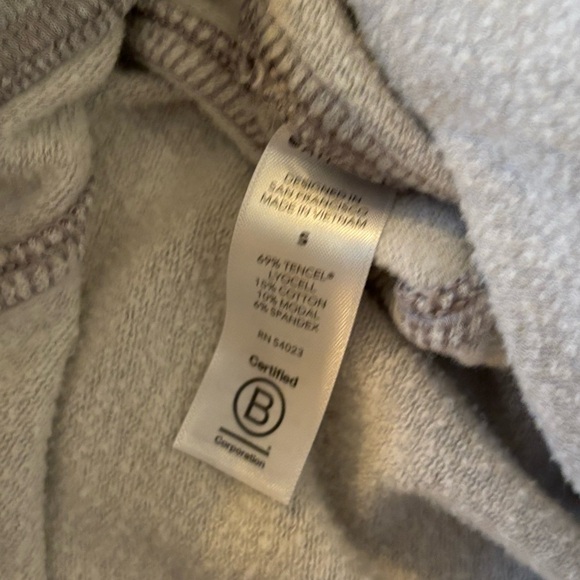 DESIGNED IN
SAN FRANCISCO
MADE IN VIETNAM
S
69% TENCEL®
LYOCELL
15% COTTON
10% MODAL
6% SPANDEX
RN 54023
Certified
B
Corporation